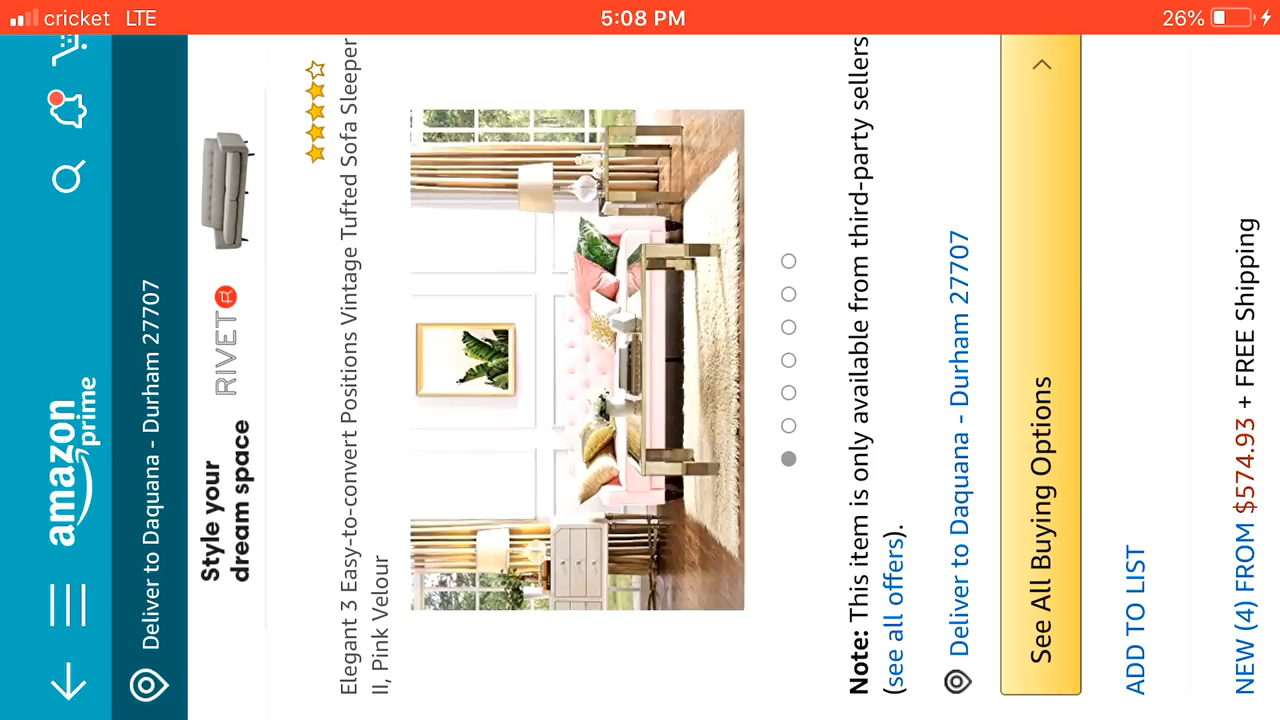 cricket LTE 5:08 PM 26%
amazon
prime
Deliver to Daquana - Durham 27707
Style your
dream space
RIVET R
Elegant 3 Easy-to-convert Positions Vintage Tufted Sofa Sleeper
II, Pink Velour
Note: This item is only available from third-party sellers
(see all offers).
Deliver to Daquana - Durham 27707
See All Buying Options
ADD TO LIST
NEW (4) FROM $574.93 + FREE Shipping